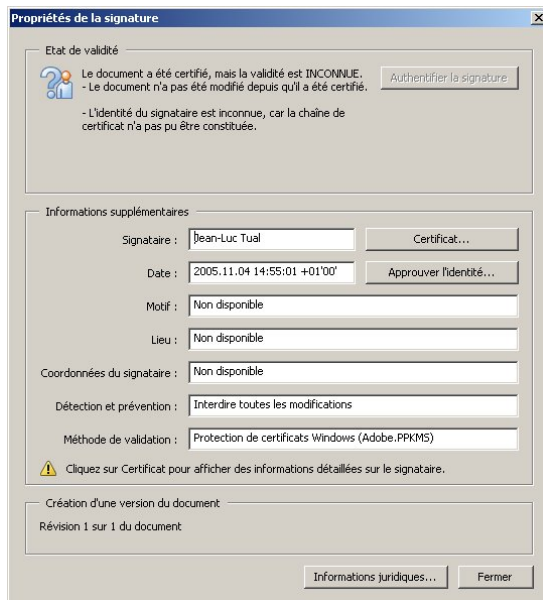 Propriétés de la signature
Etat de validité
Le document a été certifié, mais la validité est INCONNUE.
- Le document n'a pas été modifié depuis qu'il a été certifié.
Authentifier la signature
- L'identité du signataire est inconnue, car la chaîne de
certificat n'a pas pu être constituée.
Informations supplémentaires
Signataire : Jean-Luc Tual Certificat...
Date : 2005.11.04 14:55:01 +01'00' Approuver l'identité...
Motif : Non disponible
Lieu : Non disponible
Coordonnées du signataire : Non disponible
Détection et prévention : Interdire toutes les modifications
Méthode de validation : Protection de certificats Windows (Adobe.PPKMS)
Cliquez sur Certificat pour afficher des informations détaillées sur le signataire.
Création d'une version du document
Révision 1 sur 1 du document
Informations juridiques... Fermer